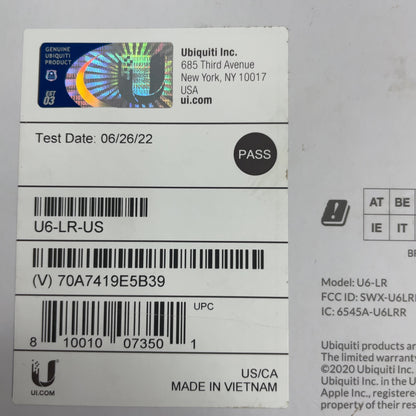 GENUINE
UBIQUITI
PRODUCT
EST
03
U
Ubiquiti Inc.
685 Third Avenue
New York, NY 10017
USA
ui.com
Test Date: 06/26/22
PASS
U6-LR-US
(V) 70A7419E5B39
UPC
8 10010 07350 1
U
UI.COM
US/CA
MADE IN VIETNAM
AT BE
IE IT
Model: U6-LR
FCC ID: SWX-U6LR
IC: 6545A-U6LRR
Ubiquiti products ar
The limited warranty
©2020 Ubiquiti Inc.
Ubiquiti in the U
Apple Inc., registere
property of their res